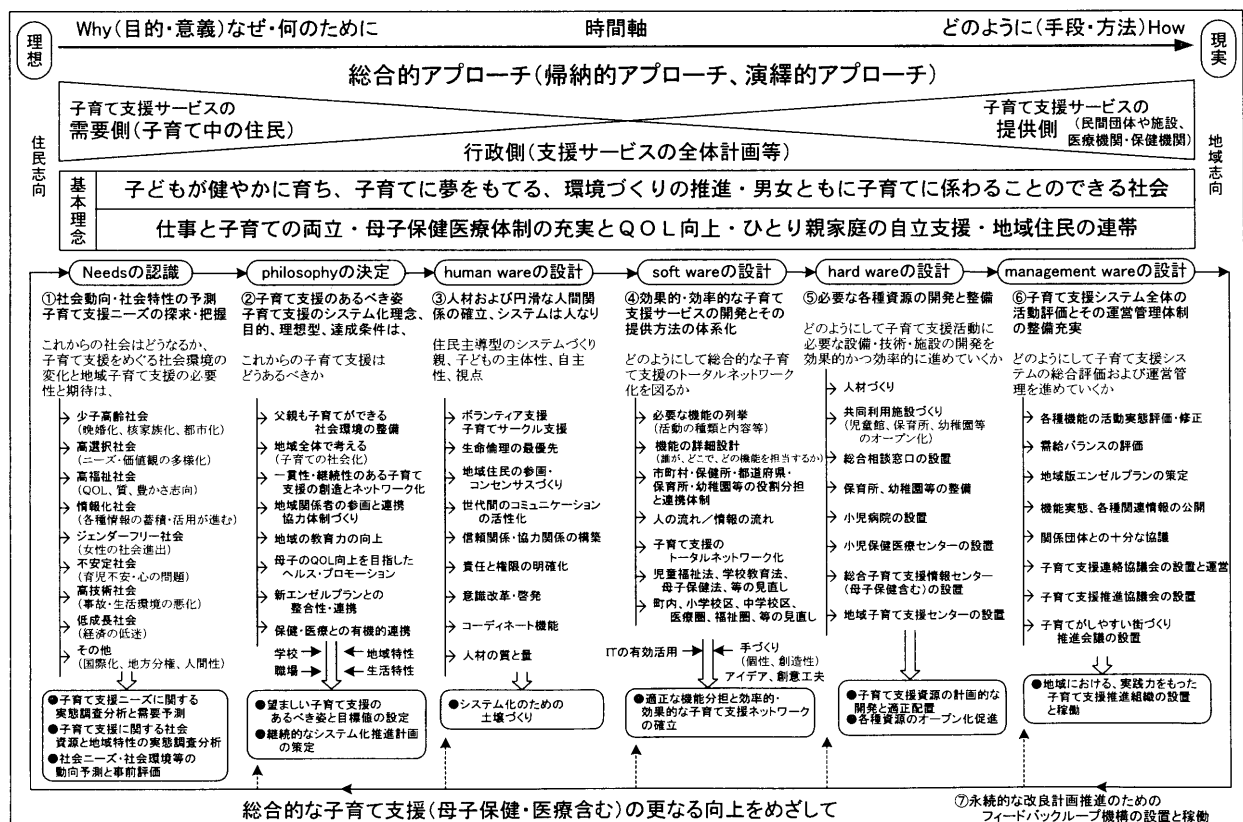 Why(目的・意義)なぜ・何のために
時間軸
どのように(手段・方法)How
理想
現実
総合的アプローチ(帰納的アプローチ、演繹的アプローチ)
子育て支援サービスの
需要側(子育て中の住民)
子育て支援サービスの
提供側(民間団体や施設、
医療機関・保健機関)
行政側(支援サービスの全体計画等)
住民志向
地域志向
基本理念
子どもが健やかに育ち、子育てに夢をもてる、環境づくりの推進・男女ともに子育てに係わることのできる社会
仕事と子育ての両立・母子保健医療体制の充実とQOL向上・ひとり親家庭の自立支援・地域住民の連帯
Needsの認識
①社会動向・社会特性の予測
子育て支援ニーズの探求・把握
これからの社会はどうなるか、
子育て支援をめぐる社会環境の
変化と地域子育て支援の必要
性と期待は、
少子高齢社会
(晩婚化、核家族化、都市化)
高選択社会
(ニーズ・価値観の多様化)
高福祉社会
(QOL、質、豊かさ志向)
情報化社会
(各種情報の蓄積・活用が進む)
ジェンダーフリー社会
(女性の社会進出)
不安定社会
(育児不安・心の問題)
高技術社会
(事故・生活環境の悪化)
低成長社会
(経済の低迷)
その他
(国際化、地方分権、人間性)
●子育て支援ニーズに関する
実態調査分析と需要予測
●子育て支援に関する社会
資源と地域特性の実態調査分析
●社会ニーズ・社会環境等の
動向予測と事前評価
philosophyの決定
②子育て支援のあるべき姿
子育て支援のシステム化理念、
目的、理想型、達成条件は、
これからの子育て支援は
どうあるべきか
父親も子育てができる
社会環境の整備
地域全体で考える
(子育ての社会化)
一貫性・継続性のある子育て
支援の創造とネットワーク化
地域関係者の参画と連携
協力体制づくり
地域の教育力の向上
母子のQOL向上を目指した
ヘルス・プロモーション
新エンゼルプランとの
整合性・連携
保健・医療との有機的連携
学校
地域特性
職場
生活特性
●望ましい子育て支援の
あるべき姿と目標値の設定
●継続的なシステム化推進計画
の策定
human wareの設計
③人材および円滑な人間関
係の確立、システムは人なり
住民主導型のシステムづくり
親、子どもの主体性、自主
性、視点
ボランティア支援
子育てサークル支援
生命倫理の最優先
地域住民の参画・
コンセンサスづくり
世代間のコミュニケーション
の活性化
信頼関係・協力関係の構築
責任と権限の明確化
意識改革・啓発
コーディネート機能
人材の質と量
●システム化のための
土壌づくり
soft wareの設計
④効果的・効率的な子育て
支援サービスの開発とその
提供方法の体系化
どのようにして総合的な子育
て支援のトータルネットワーク
化を図るか
必要な機能の列挙
(活動の種類と内容等)
機能の詳細設計
(誰が、どこで、どの機能を担当するか)
市町村・保健所・都道府県・
保育所・幼稚園等の役割分担
と連携体制
人の流れ/情報の流れ
子育て支援の
トータルネットワーク化
児童福祉法、学校教育法、
母子保健法、等の見直し
町内、小学校区、中学校区、
医療圏、福祉圏、等の見直し
ITの有効活用
手づくり
(個性、創造性)
アイデア、創意工夫
●適正な機能分担と効率的・
効果的な子育て支援ネットワーク
の確立
hard wareの設計
⑤必要な各種資源の開発と整備
どのようにして子育て支援活動に
必要な設備・技術・施設の開発を
効果的かつ効率的に進めていくか
人材づくり
共同利用施設づくり
(児童館、保育所、幼稚園等
のオープン化)
総合相談窓口の設置
保育所、幼稚園等の整備
小児病院の設置
小児保健医療センターの設置
総合子育て支援情報センター
(母子保健含む)の設置
地域子育て支援センターの設置
●子育て支援資源の計画的な
開発と適正配置
●各種資源のオープン化促進
management wareの設計
⑥子育て支援システム全体の
活動評価とその運営管理体制
の整備充実
どのようにして子育て支援シス
テムの総合評価および運営管
理を進めていくか
各種機能の活動実態評価・修正
需給バランスの評価
地域版エンゼルプランの策定
機能実態、各種関連情報の公開
関係団体との十分な協議
子育て支援連絡協議会の設置と運営
子育て支援推進協議会の設置
子育てがしやすい街づくり
推進会議の設置
●地域における、実践力をもった
子育て支援推進組織の設置
と稼働
総合的な子育て支援(母子保健・医療含む)の更なる向上をめざして
⑦永続的な改良計画推進のための
フィードバックループ機構の設置と稼働